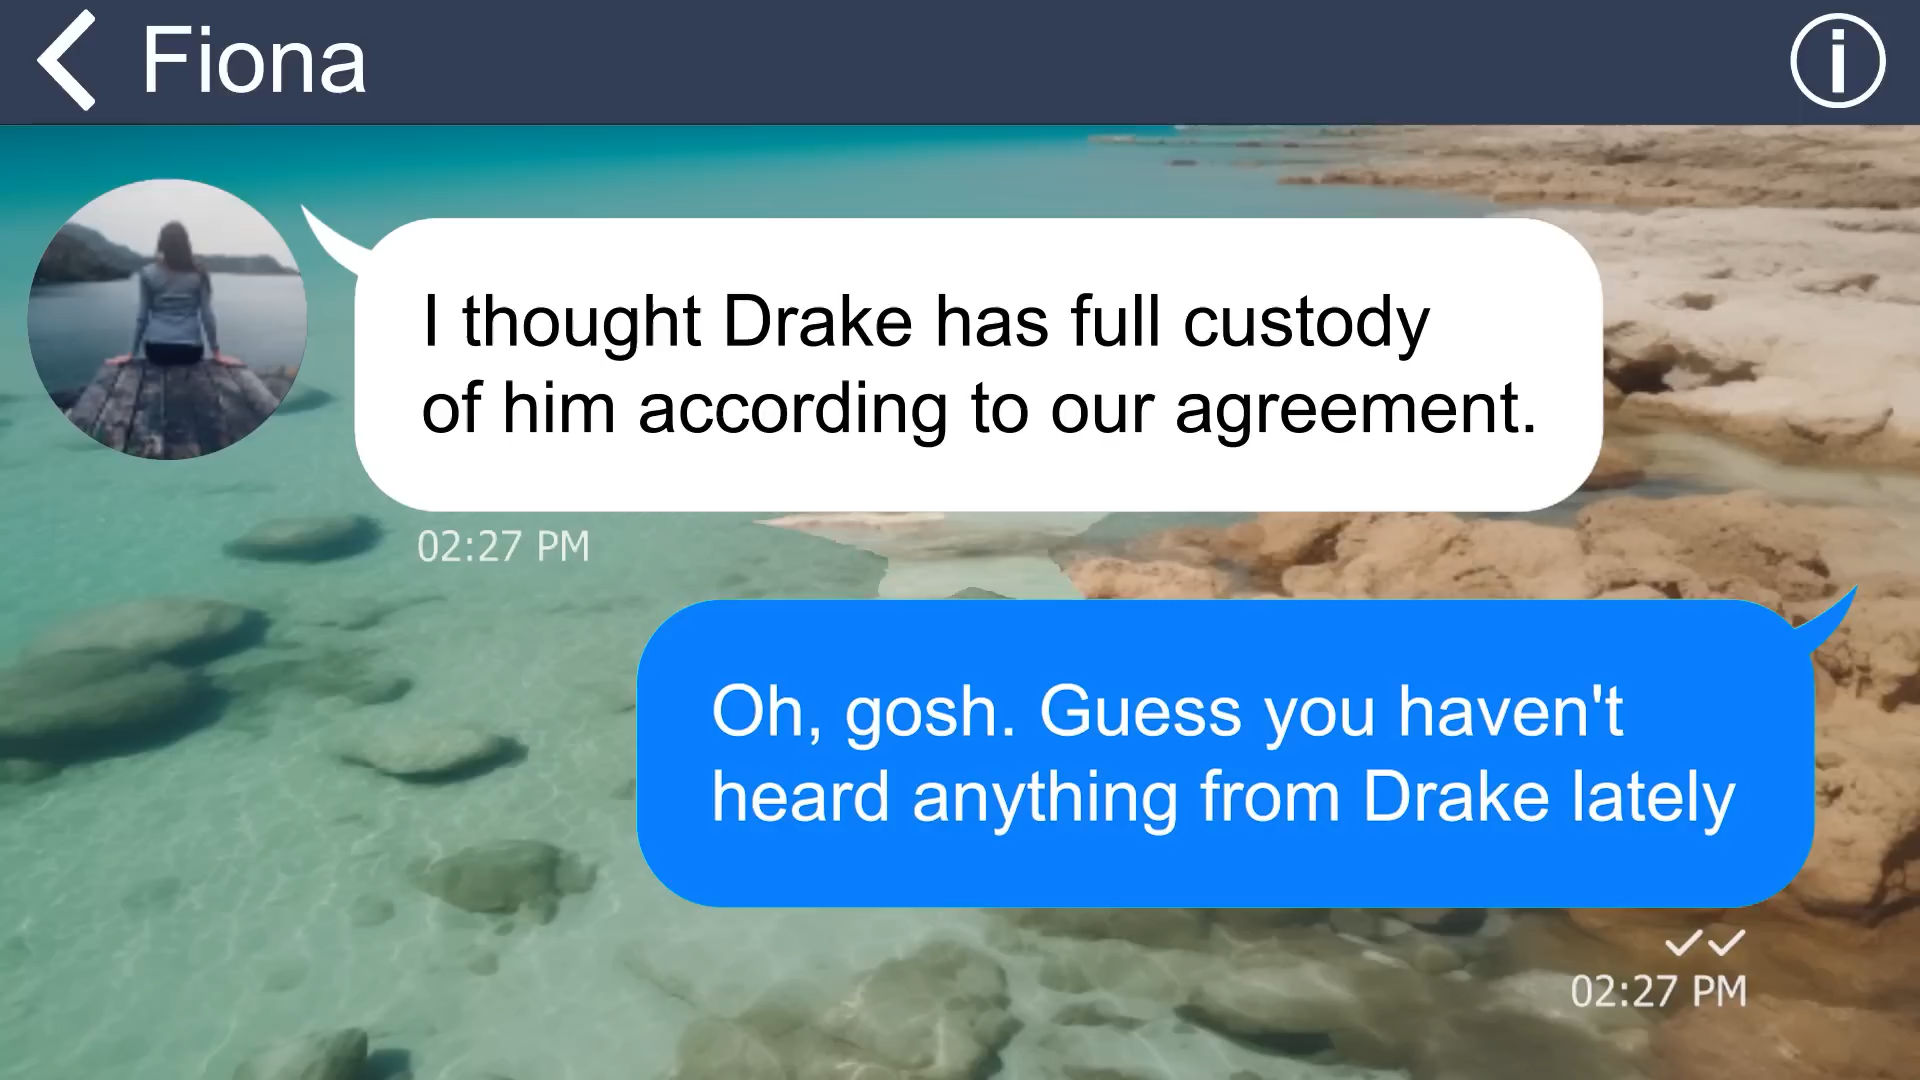 Fiona
I thought Drake has full custody
of him according to our agreement.
02:27 PM
Oh, gosh. Guess you haven't
heard anything from Drake lately
02:27 PM